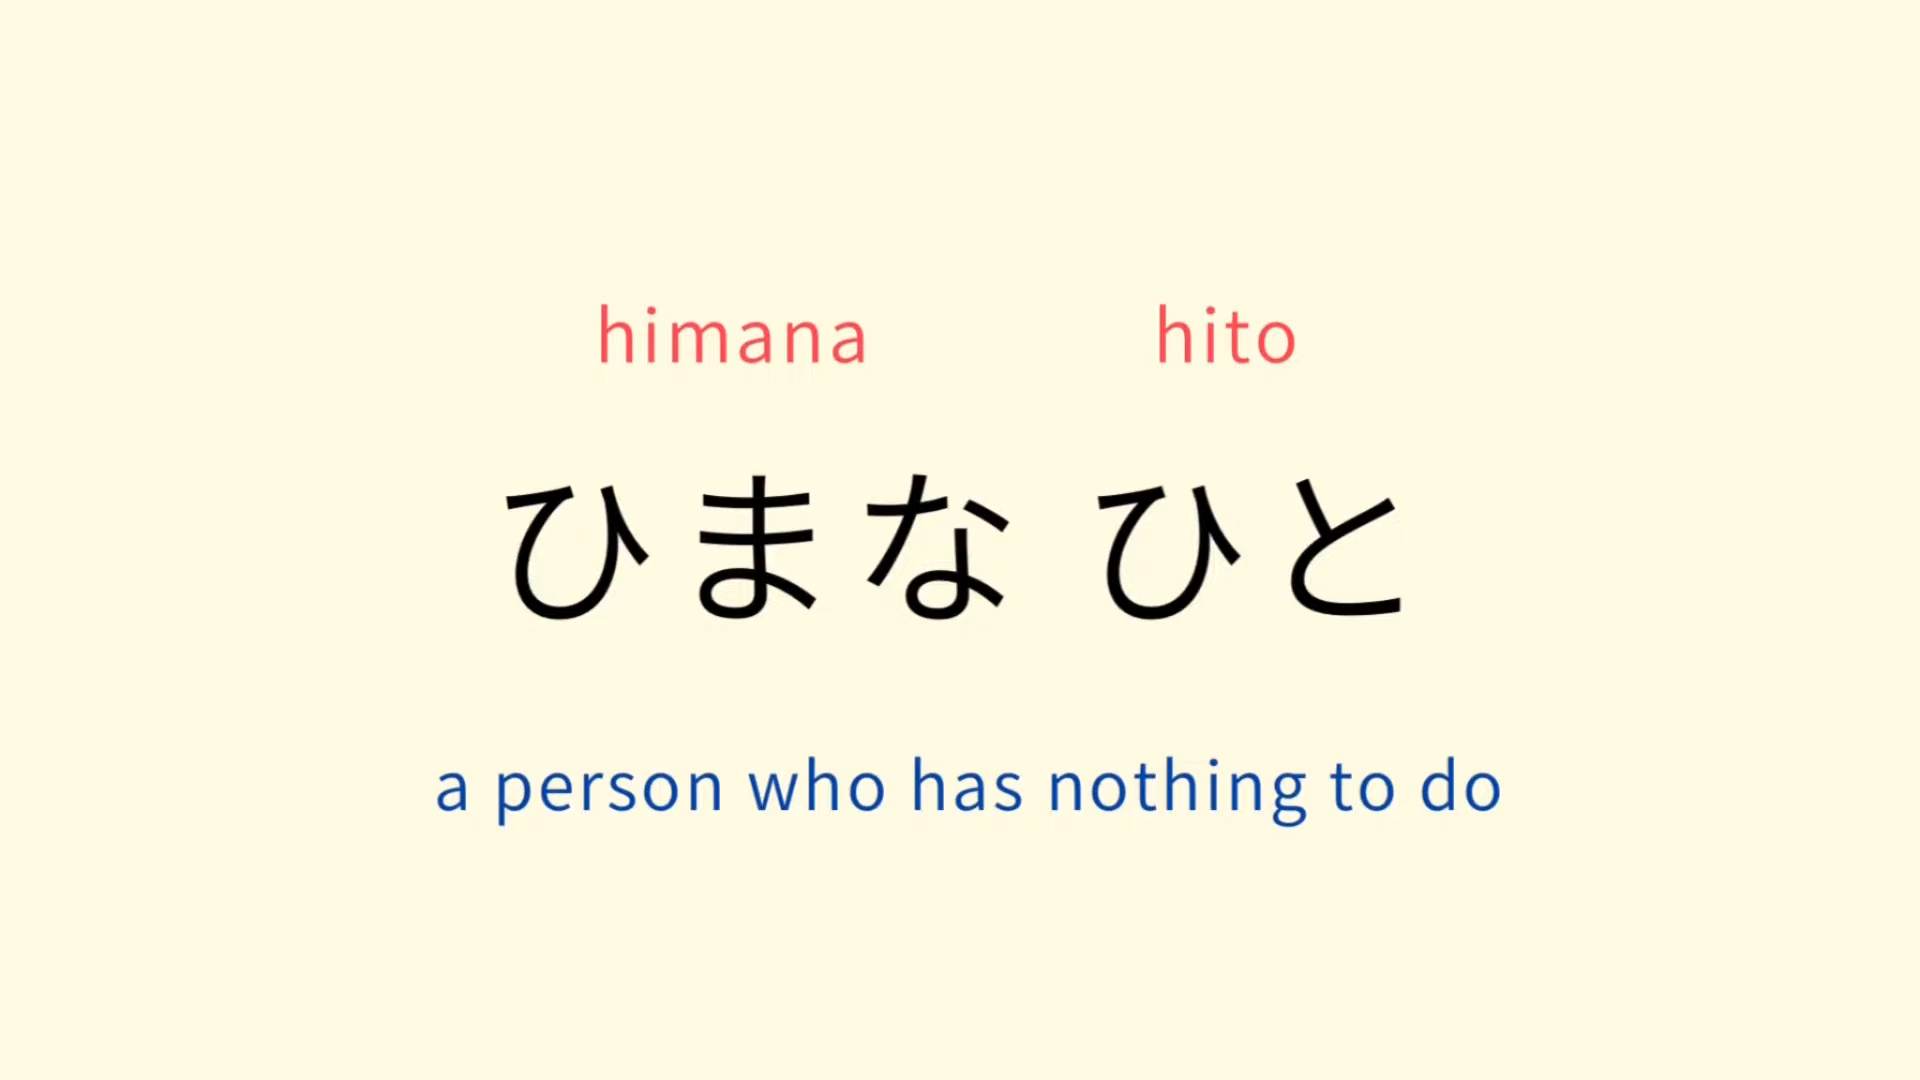 himana hito
ひまな ひと
a person who has nothing to do